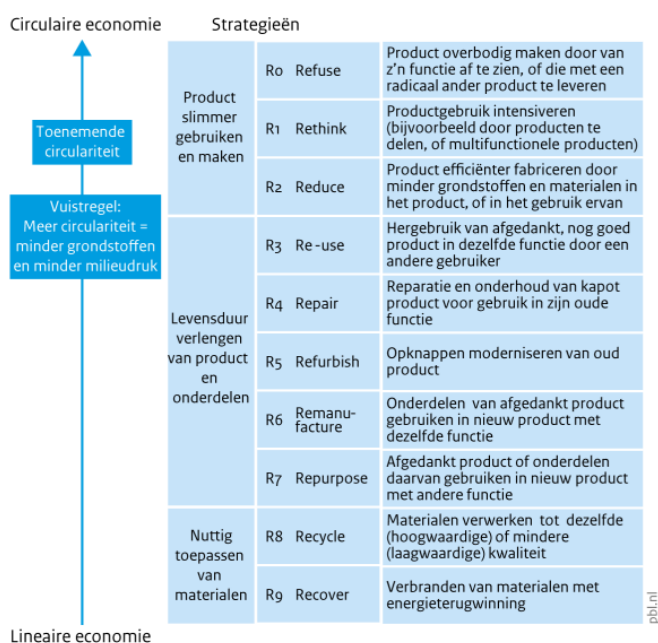 Circulaire economie
Strategieën
Toenemende
circulariteit
Vuistregel:
Meer circulariteit =
minder grondstoffen
en minder milieudruk
Lineaire economie
Product
slimmer
gebruiken
en maken
R0 Refuse
Product overbodig maken door van
z'n functie af te zien, of die met een
radicaal ander product te leveren
R1 Rethink
Productgebruik intensiveren
(bijvoorbeeld door producten te
delen, of multifunctionele producten)
R2 Reduce
Product efficiënter fabriceren door
minder grondstoffen en materialen in
het product, of in het gebruik ervan
Levensduur
verlengen
van product
en
onderdelen
R3 Re-use
Hergebruik van afgedankt, nog goed
product in dezelfde functie door een
andere gebruiker
R4 Repair
Reparatie en onderhoud van kapot
product voor gebruik in zijn oude
functie
R5 Refurbish
Opknappen moderniseren van oud
product
R6 Remanu-
facture
Onderdelen van afgedankt product
gebruiken in nieuw product met
dezelfde functie
R7 Repurpose
Afgedankt product of onderdelen
daarvan gebruiken in nieuw product
met andere functie
Nuttig
toepassen
van
materialen
R8 Recycle
Materialen verwerken tot dezelfde
(hoogwaardige) of mindere
(laagwaardige) kwaliteit
R9 Recover
Verbranden van materialen met
energieterugwinning
pbl.nl